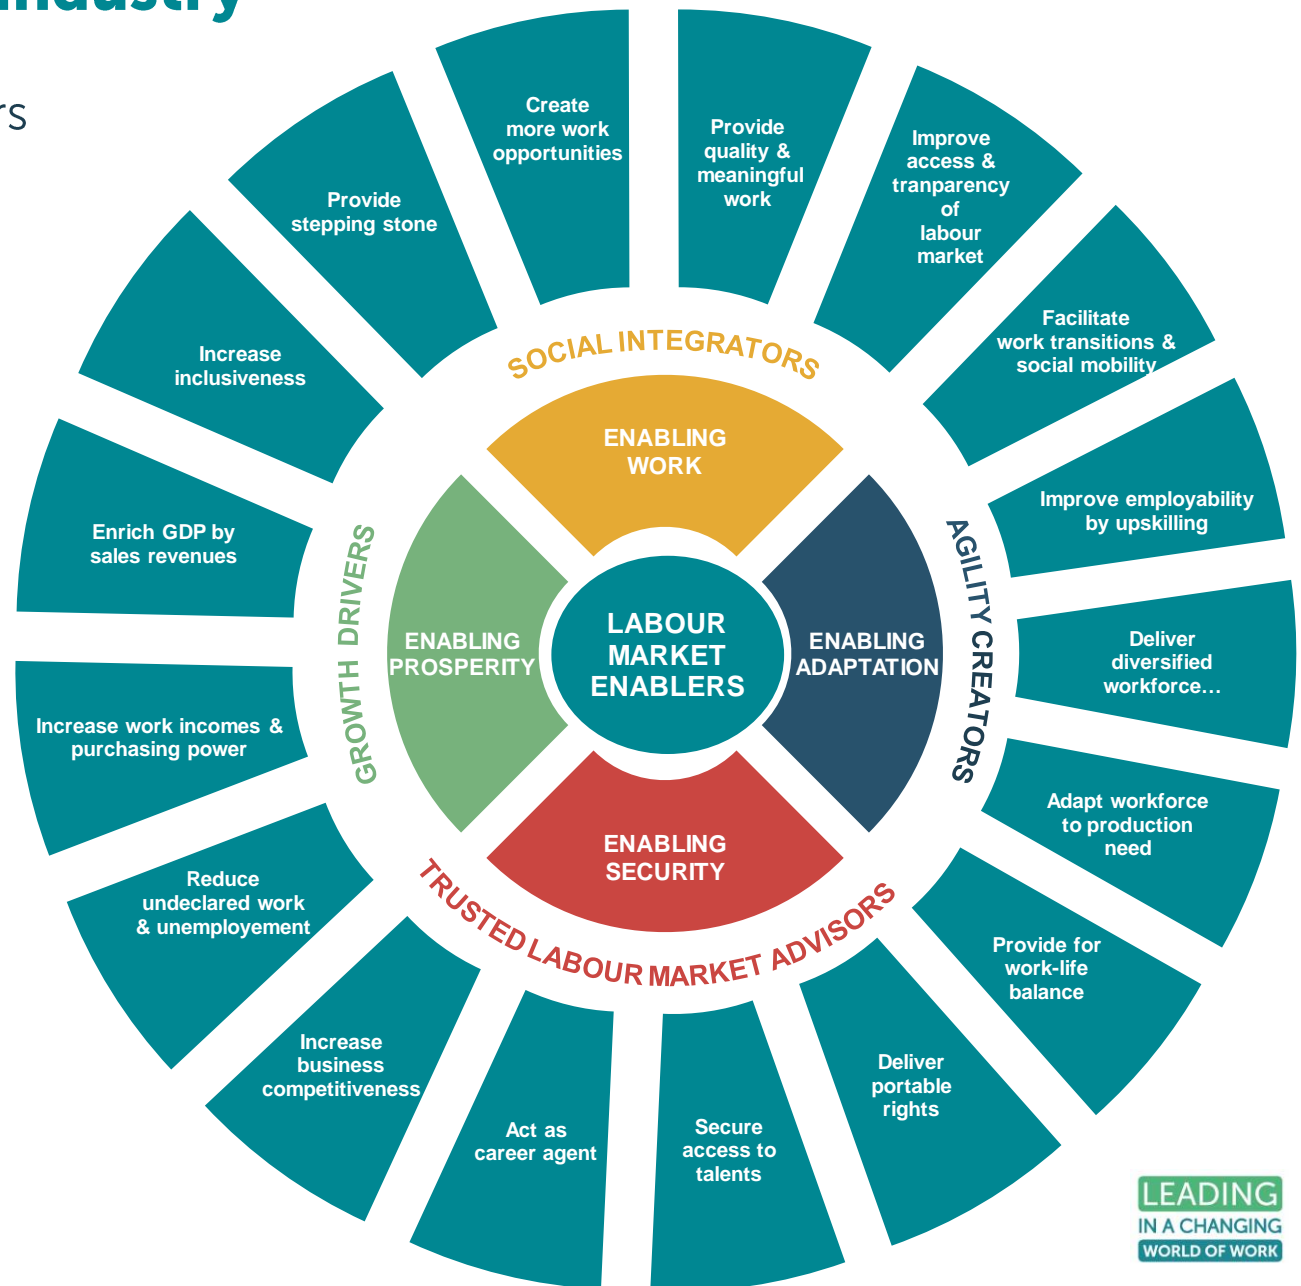 industry
rs
Create
more work
opportunities
Provide
quality &
meaningful
work
Improve
access &
tranparency
of
labour
market
Facilitate
work transitions &
social mobility
Improve employability
by upskilling
Deliver
diversified
workforce…
Adapt workforce
to production
need
Provide for
work-life
balance
Deliver
portable
rights
Secure
access to
talents
Act as
career agent
Increase
business
competitiveness
Reduce
undeclared work
& unemployement
Increase work incomes &
purchasing power
Enrich GDP by
sales revenues
Increase
inclusiveness
Provide
stepping stone
SOCIAL INTEGRATORS
AGILITY CREATORS
TRUSTED LABOUR MARKET ADVISORS
GROWTH DRIVERS
ENABLING
WORK
ENABLING
ADAPTATION
ENABLING
SECURITY
ENABLING
PROSPERITY
LABOUR
MARKET
ENABLERS
LEADING
IN A CHANGING
WORLD OF WORK